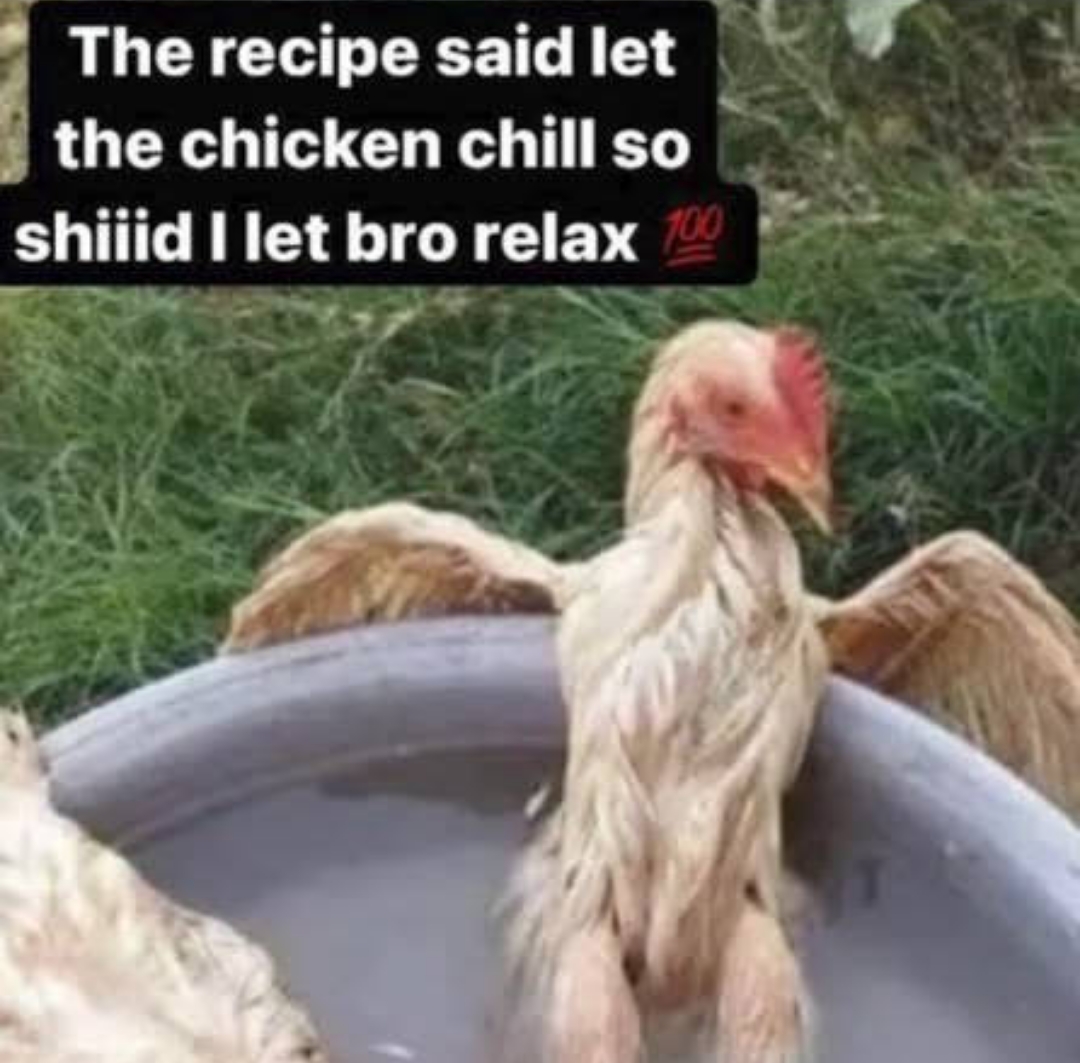 The recipe said let
the chicken chill so
shiiid I let bro relax 💯